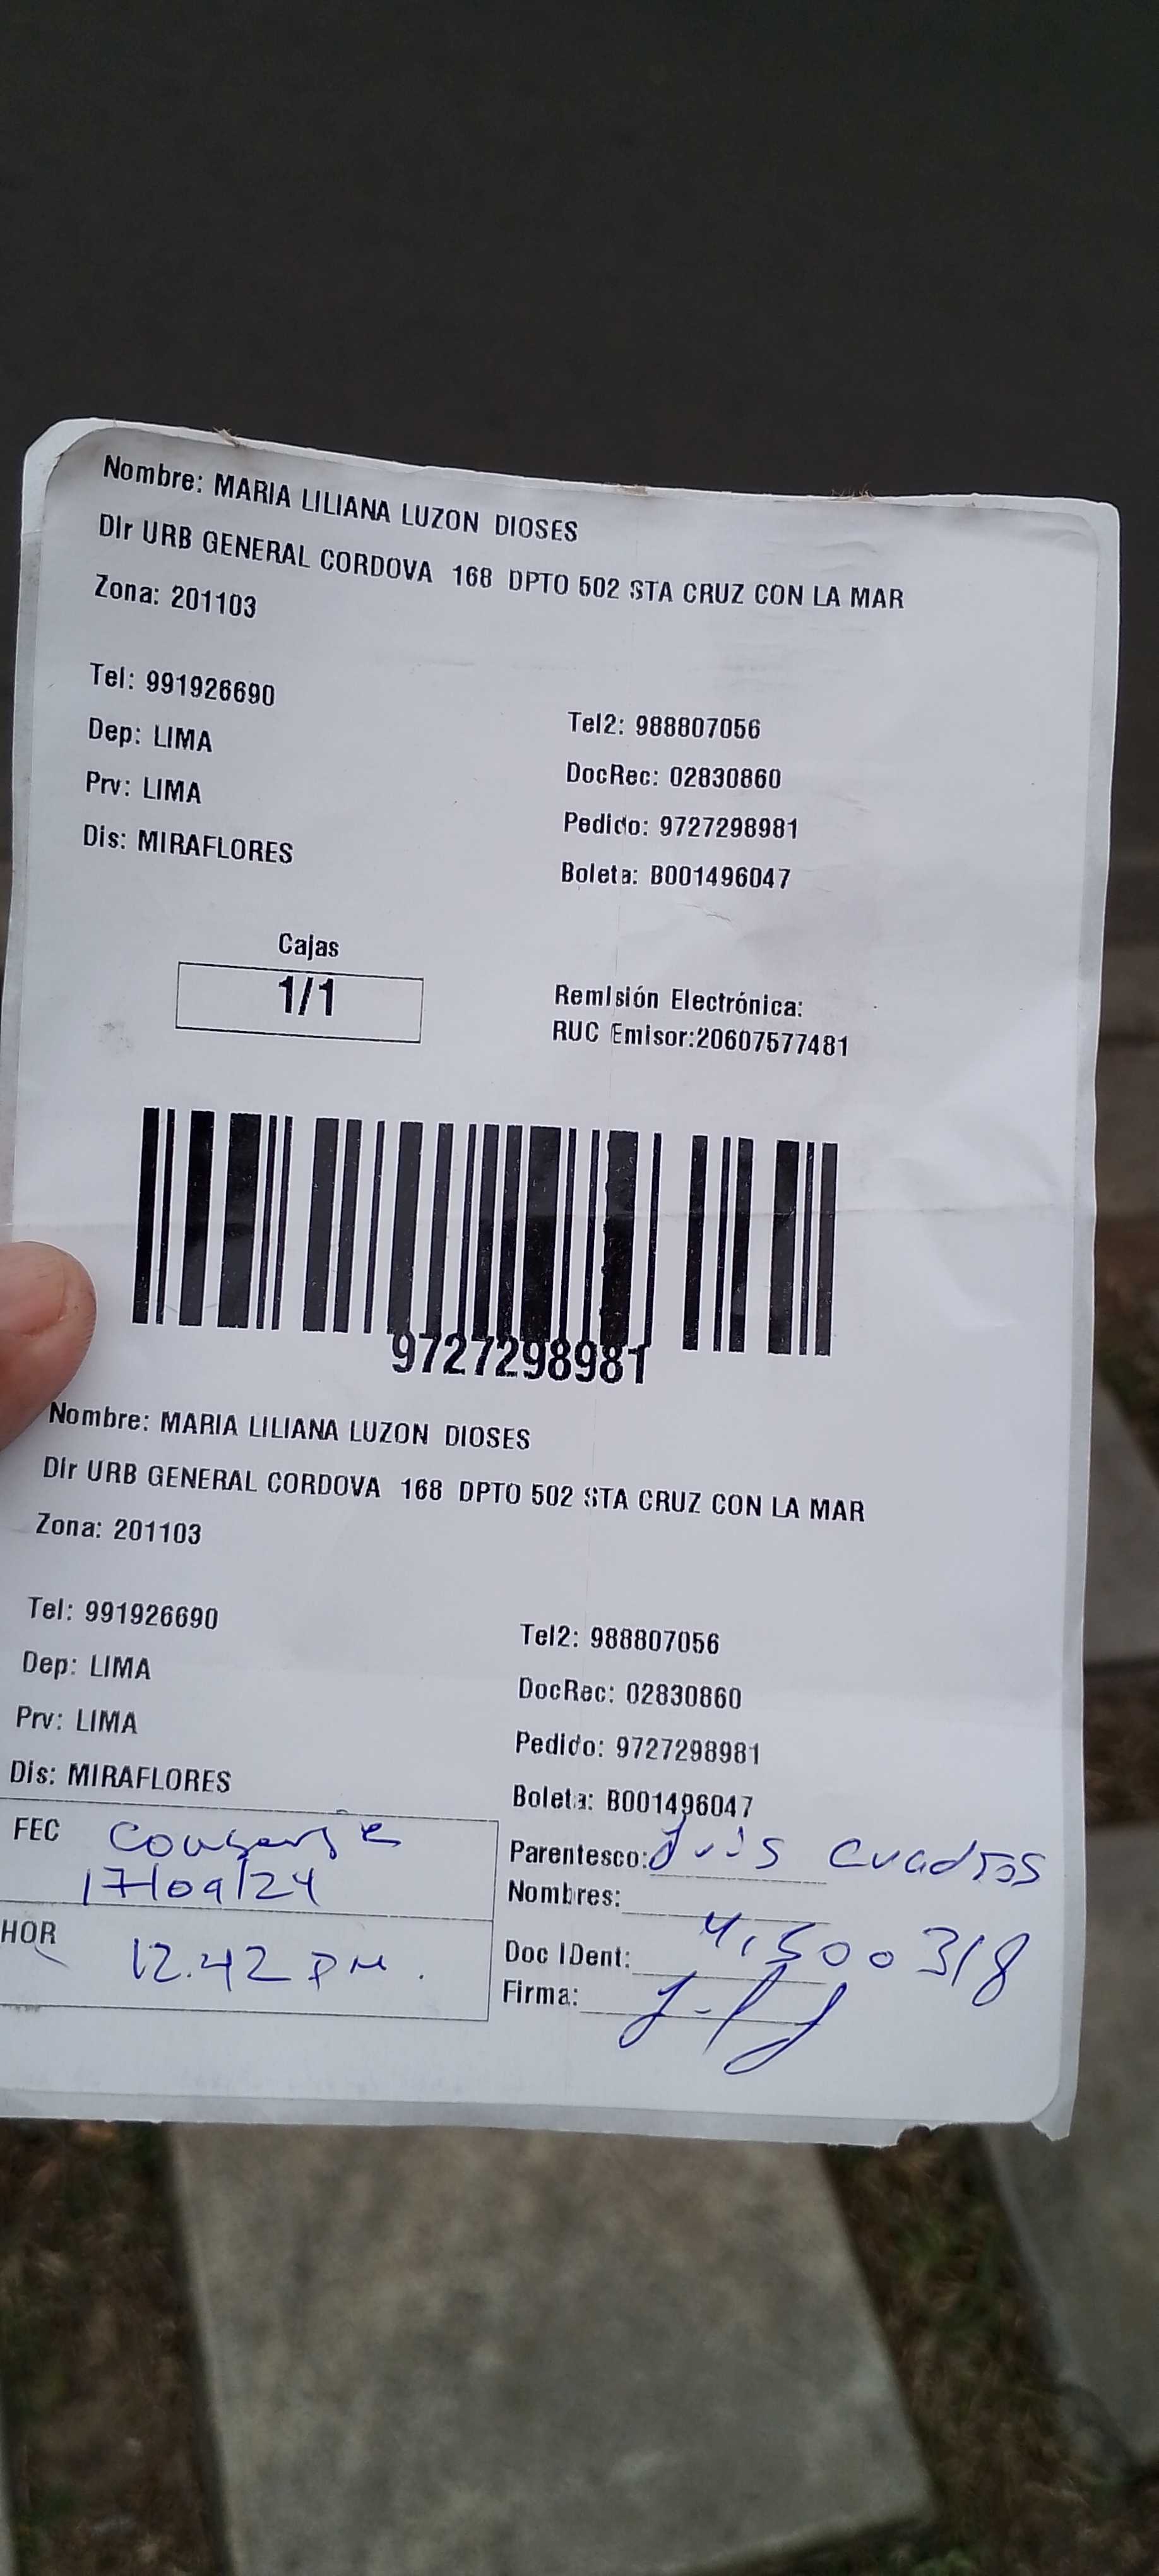 Nombre: MARIA LILIANA LUZON DIOSES
Dir URB GENERAL CORDOVA 168 DPTO 502 STA CRUZ CON LA MAR
Zona: 201103
Tel: 991926690
Tel2: 988807056
Dep: LIMA
DocRec: 02830860
Prv: LIMA
Pedido: 9727298981
Dis: MIRAFLORES
Boleta: B001496047
Cajas
1/1
Remisión Electrónica:
RUC Emisor:20607577481
9727298981
Nombre: MARIA LILIANA LUZON DIOSES
Dir URB GENERAL CORDOVA 168 DPTO 502 STA CRUZ CON LA MAR
Zona: 201103
Tel: 991926690
Tel2: 988807056
Dep: LIMA
DocRec: 02830860
Prv: LIMA
Pedido: 9727298981
Dis: MIRAFLORES
Boleta: B001496047
FEC
17/09/24
Parentesco: Luis Cuadros
Nombres:
HOR 12.42 PM.
Doc IDent: 41500318
Firma: